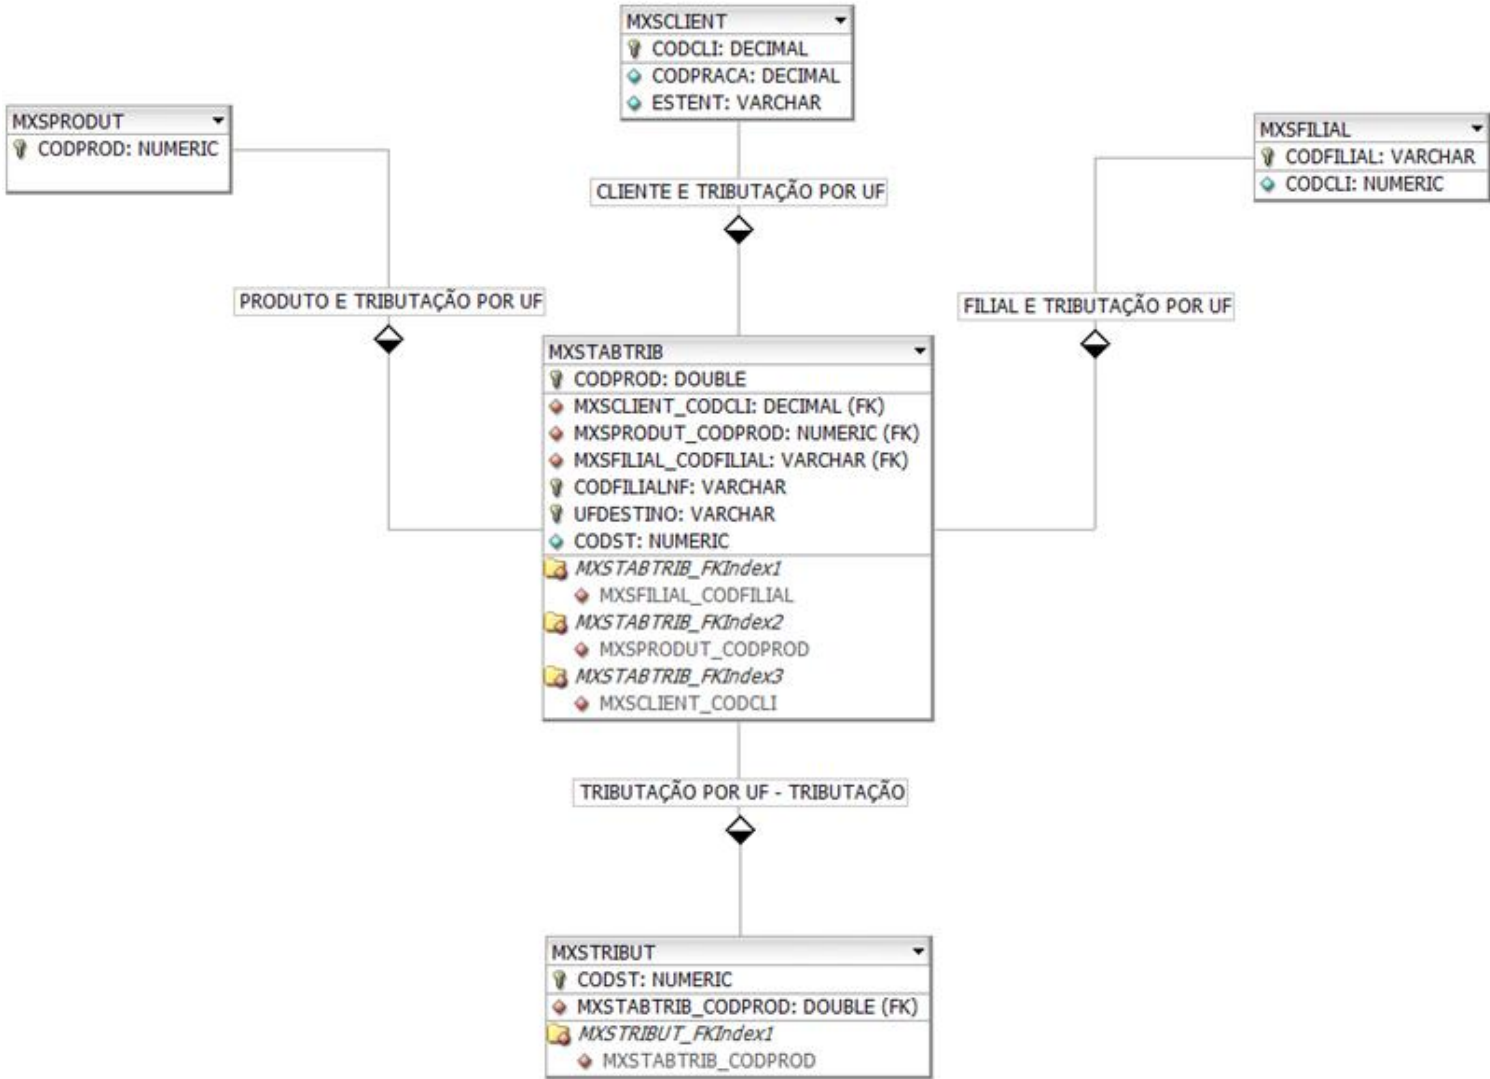 MXSCLIENT
CODCLI: DECIMAL
CODPRACA: DECIMAL
ESTENT: VARCHAR
MXSPRODUT
CODPROD: NUMERIC
MXSFILIAL
CODFILIAL: VARCHAR
CODCLI: NUMERIC
CLIENTE E TRIBUTAÇÃO POR UF
PRODUTO E TRIBUTAÇÃO POR UF
FILIAL E TRIBUTAÇÃO POR UF
MXSTABTRIB
CODPROD: DOUBLE
MXSCLIENT_CODCLI: DECIMAL (FK)
MXSPRODUT_CODPROD: NUMERIC (FK)
MXSFILIAL_CODFILIAL: VARCHAR (FK)
CODFILIALNF: VARCHAR
UFDESTINO: VARCHAR
CODST: NUMERIC
MXSTABTRIB_FKIndex1
MXSFILIAL_CODFILIAL
MXSTABTRIB_FKIndex2
MXSPRODUT_CODPROD
MXSTABTRIB_FKIndex3
MXSCLIENT_CODCLI
TRIBUTAÇÃO POR UF - TRIBUTAÇÃO
MXSTRIBUT
CODST: NUMERIC
MXSTABTRIB_CODPROD: DOUBLE (FK)
MXSTRIBUT_FKIndex1
MXSTABTRIB_CODPROD